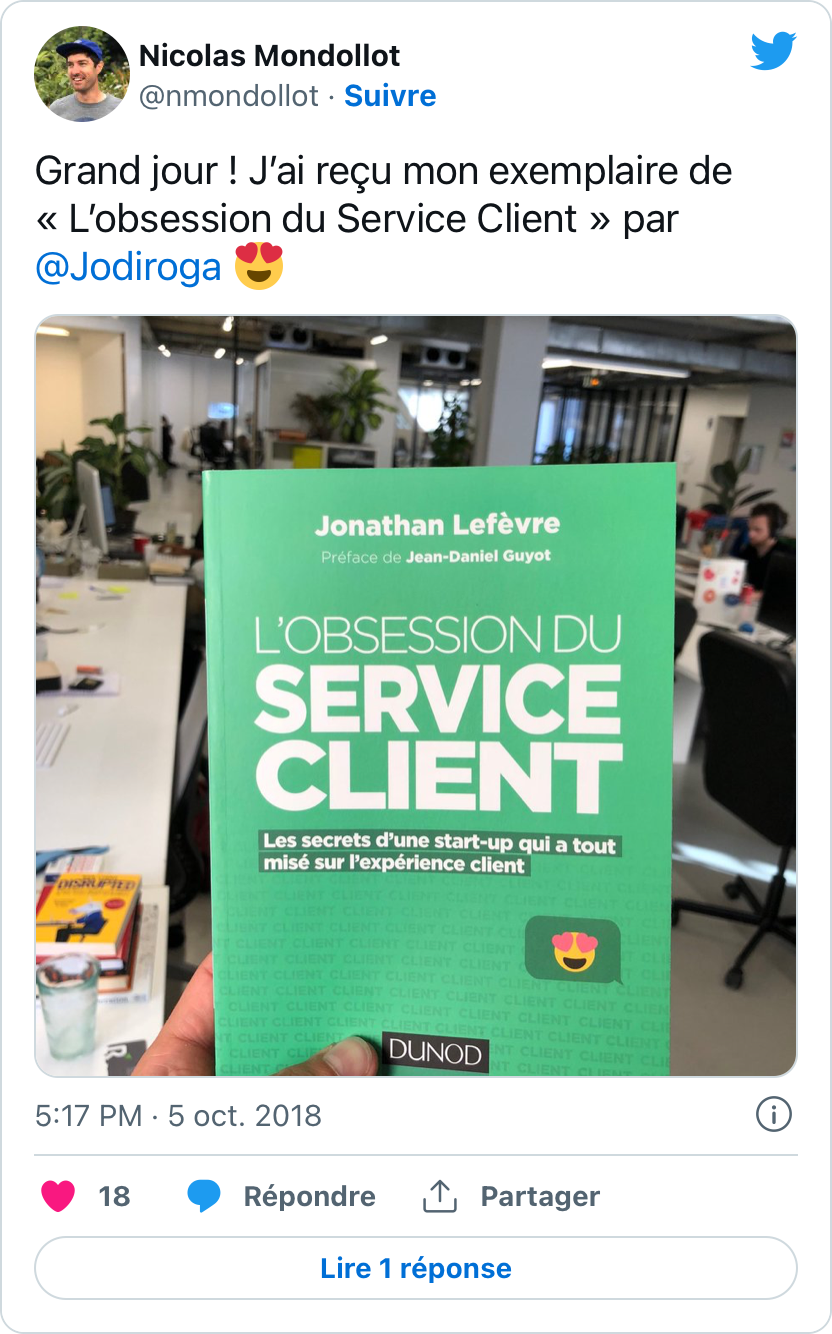 Nicolas Mondollot
@nmondollot · Suivre
Grand jour ! J’ai reçu mon exemplaire de
« L’obsession du Service Client » par
@Jodiroga 😍
Jonathan Lefèvre
Préface de Jean-Daniel Guyot
L’OBSESSION DU
SERVICE
CLIENT
Les secrets d’une start-up qui a tout
misé sur l’expérience client
DISRUPTED
DUNOD
5:17 PM · 5 oct. 2018
18 Répondre Partager
Lire 1 réponse